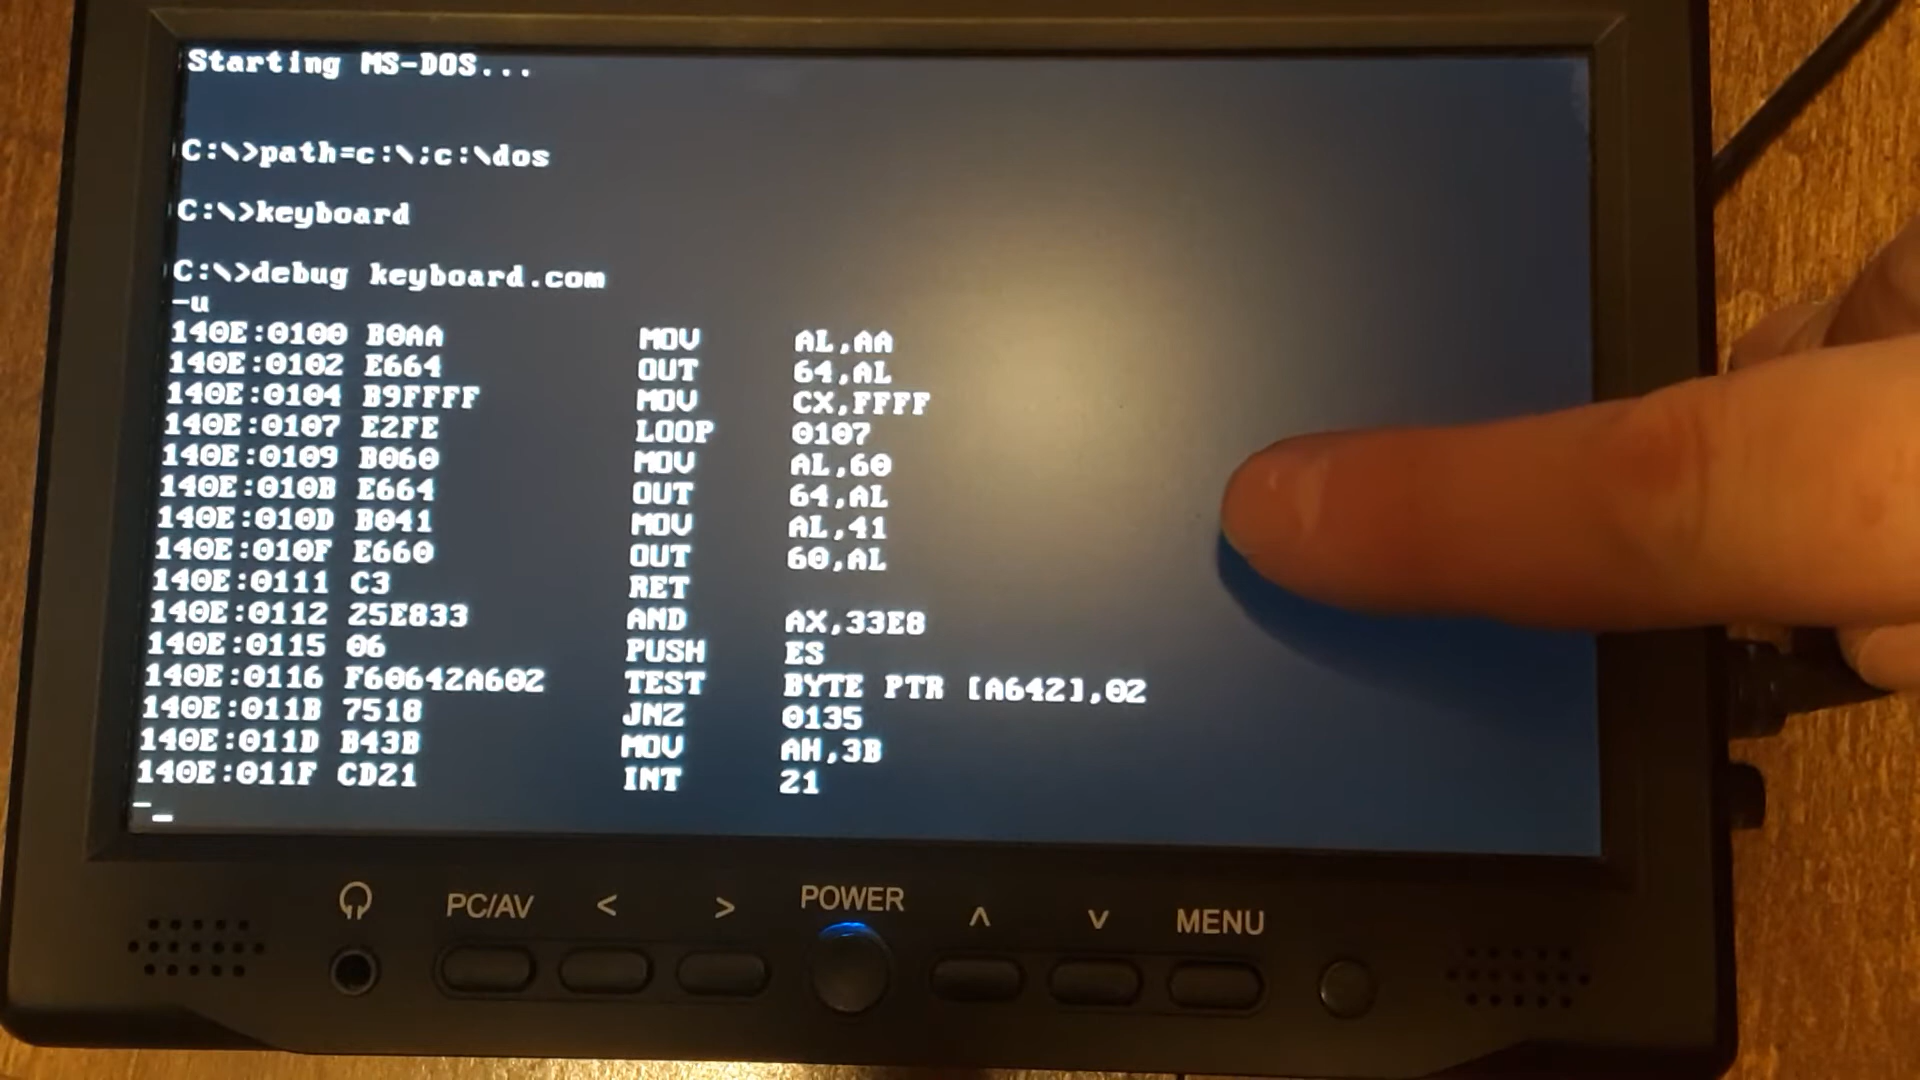 Starting MS-DOS...
C:\>path=c:\;c:\dos
C:\>keyboard
C:\>debug keyboard.com
-u
140E:0100 B0AA MOV AL,AA
140E:0102 E664 OUT 64,AL
140E:0104 B9FFFF MOV CX,FFFF
140E:0107 E2FE LOOP 0107
140E:0109 B060 MOV AL,60
140E:010B E664 OUT 64,AL
140E:010D B041 MOV AL,41
140E:010F E660 OUT 60,AL
140E:0111 C3 RET
140E:0112 25E833 AND AX,33E8
140E:0115 06 PUSH ES
140E:0116 F60642A602 TEST BYTE PTR [A642],02
140E:011B 7518 JNZ 0135
140E:011D B43B MOV AH,3B
140E:011F CD21 INT 21
-_
PC/AV < > POWER ʌ v MENU